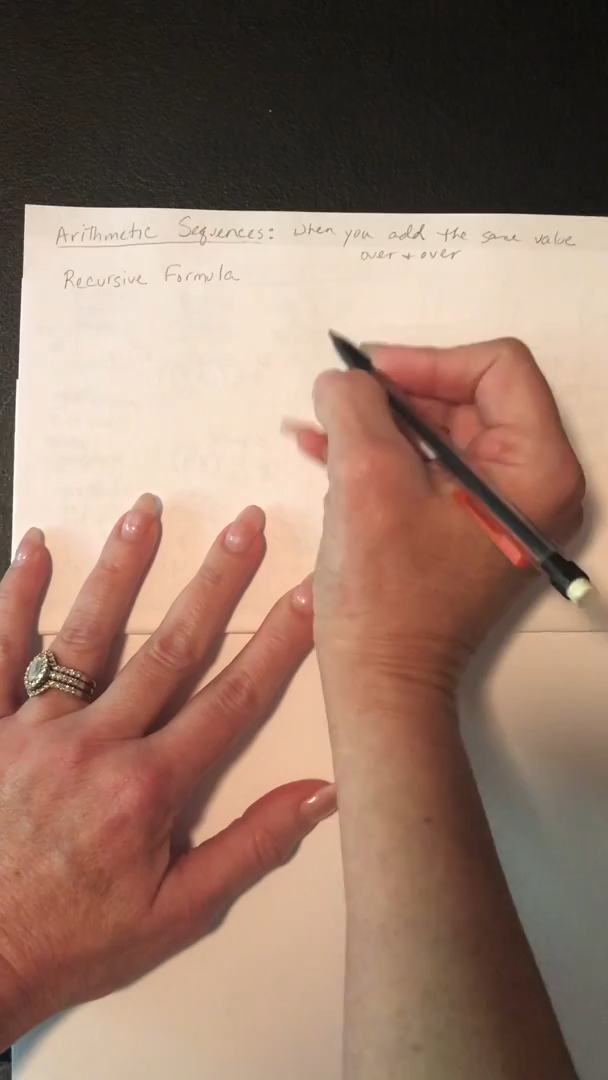 Arithmetic Sequences: When you add the same value
over + over
Recursive Formula